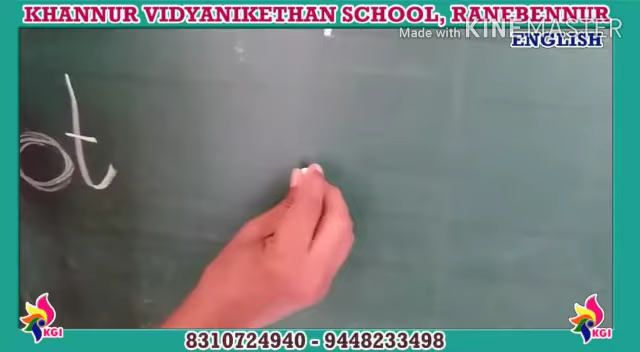 KHANNUR VIDYANIKETHAN SCHOOL, RANEBENNUR
Made with KINEMASTER
ENGLISH
ot
KGI
KGI
8310724940 - 9448233498